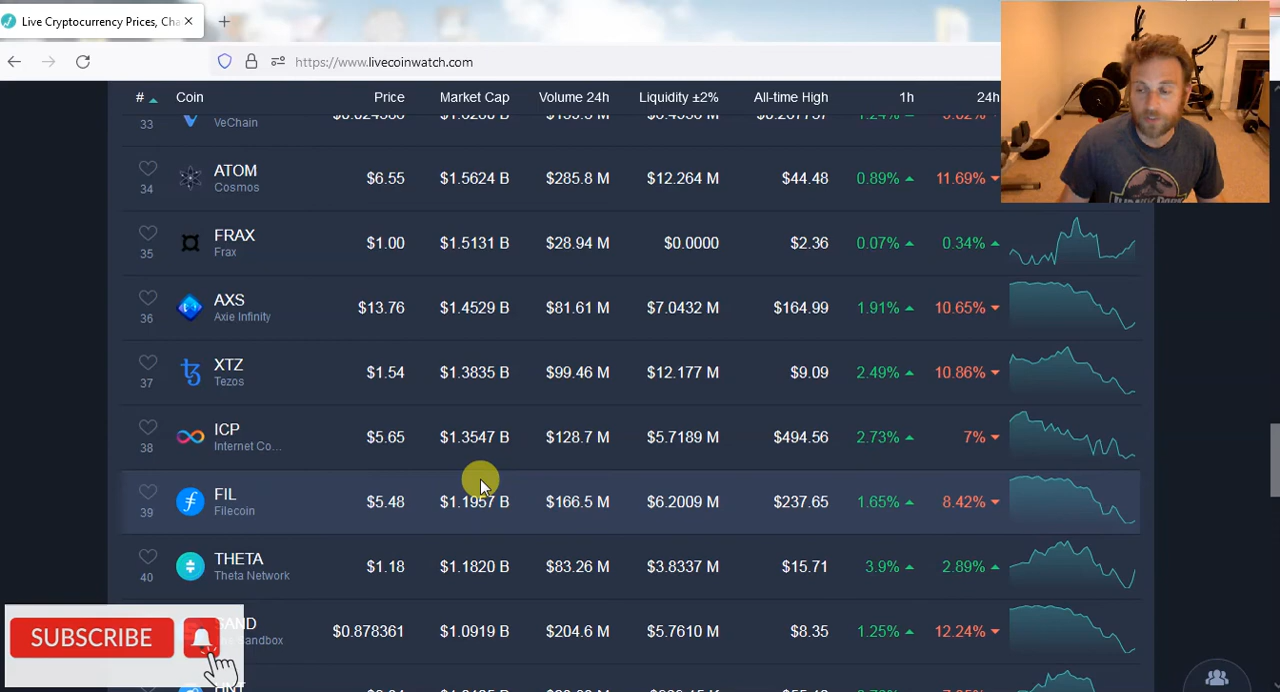 Live Cryptocurrency Prices, Cha
https://www.livecoinwatch.com
# Coin Price Market Cap Volume 24h Liquidity ±2% All-time High 1h 24h
33 VeChain
34 ATOM Cosmos $6.55 $1.5624 B $285.8 M $12.264 M $44.48 0.89% 11.69%
35 FRAX Frax $1.00 $1.5131 B $28.94 M $0.0000 $2.36 0.07% 0.34%
36 AXS Axie Infinity $13.76 $1.4529 B $81.61 M $7.0432 M $164.99 1.91% 10.65%
37 XTZ Tezos $1.54 $1.3835 B $99.46 M $12.177 M $9.09 2.49% 10.86%
38 ICP Internet Co... $5.65 $1.3547 B $128.7 M $5.7189 M $494.56 2.73% 7%
39 FIL Filecoin $5.48 $1.1957 B $166.5 M $6.2009 M $237.65 1.65% 8.42%
40 THETA Theta Network $1.18 $1.1820 B $83.26 M $3.8337 M $15.71 3.9% 2.89%
SAND Sandbox $0.878361 $1.0919 B $204.6 M $5.7610 M $8.35 1.25% 12.24%
SUBSCRIBE